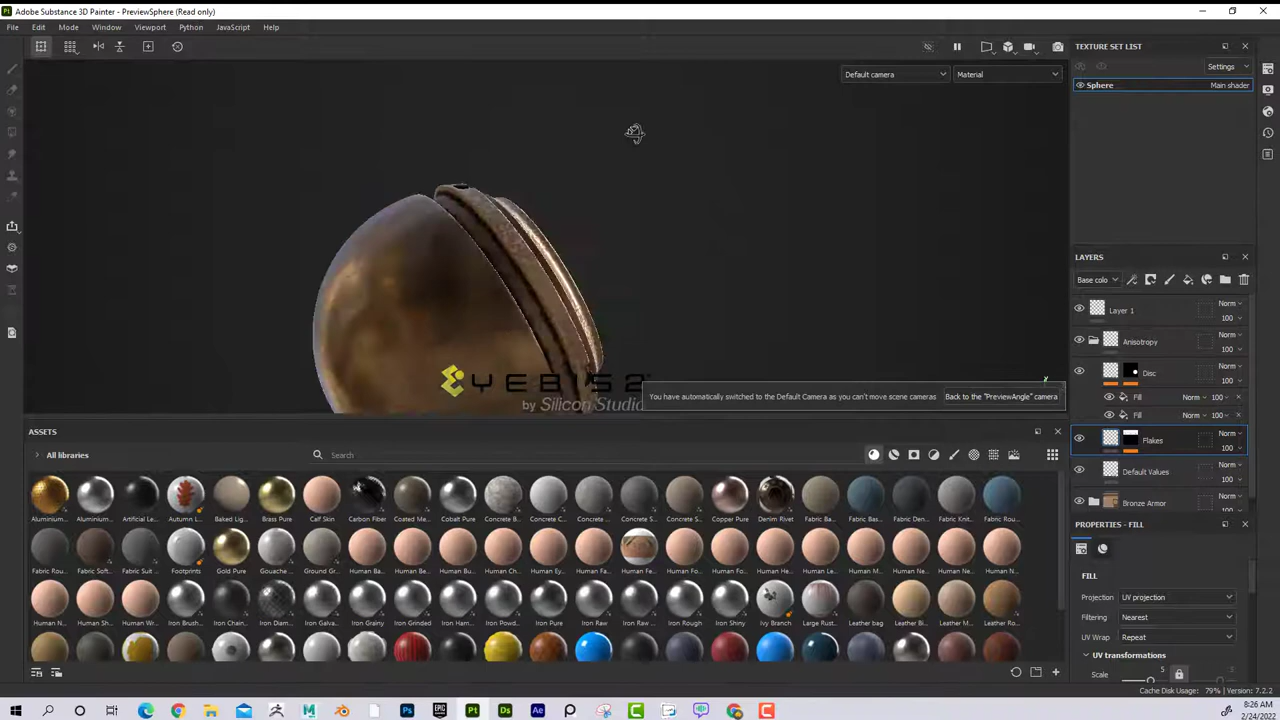 Adobe Substance 3D Painter - PreviewSphere (Read only)
File Edit Mode Window Viewport Python JavaScript Help
Default camera
Material
YEBIS 2
by Silicon Studio
You have automatically switched to the Default Camera as you can't move scene cameras
Back to the "PreviewAngle" camera
TEXTURE SET LIST
Settings
Sphere Main shader
LAYERS
Base colo
Layer 1 Norm 100
Anisotropy Norm 100
Disc Norm 100
Fill Norm 100
Fill Norm 100
Flakes Norm 100
Default Values Norm 100
Bronze Armor Norm 100
PROPERTIES - FILL
FILL
Projection UV projection
Filtering Nearest
UV Wrap Repeat
UV transformations
Scale 5
ASSETS
All libraries
Search
Aluminium... Aluminium... Artificial Le... Autumn L... Baked Lig... Brass Pure Calf Skin Carbon Fiber Coated Me... Cobalt Pure Concrete B... Concrete C... Concrete ... Concrete S... Concrete S... Copper Pure Denim Rivet Fabric Ba... Fabric Bas... Fabric Den... Fabric Knit... Fabric Rou...
Fabric Rou... Fabric Soft... Fabric Suit ... Footprints Gold Pure Gouache ... Ground Gr... Human Ba... Human Be... Human Bu... Human Ch... Human Ey... Human Fa... Human Fe... Human Fo... Human He... Human Le... Human M... Human Ne... Human Ne... Human Ne... Human N...
Human N... Human Sh... Human Wr... Iron Brush... Iron Chain... Iron Diam... Iron Galva... Iron Grainy Iron Grinded Iron Ham... Iron Powde... Iron Pure Iron Raw Iron Raw ... Iron Rough Iron Shiny Ivy Branch Large Rust... Leather bag Leather Bi... Leather M... Leather Ro...
Cache Disk Usage: 79% | Version: 7.2.2
8:26 AM
2/24/2022